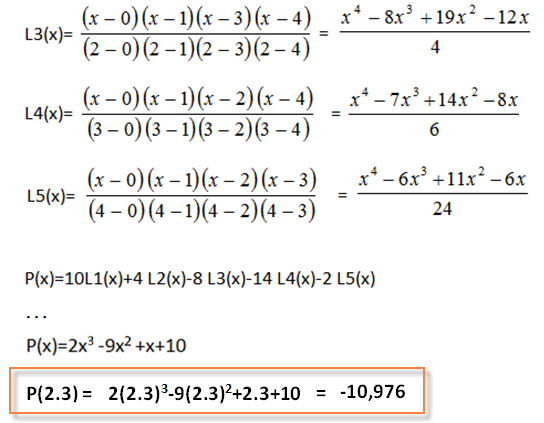 L3(x)= (x – 0)(x – 1)(x – 3)(x – 4) / (2 – 0)(2 – 1)(2 – 3)(2 – 4) = x⁴ – 8x³ + 19x² – 12x / 4
L4(x)= (x – 0)(x – 1)(x – 2)(x – 4) / (3 – 0)(3 – 1)(3 – 2)(3 – 4) = x⁴ – 7x³ + 14x² – 8x / 6
L5(x)= (x – 0)(x – 1)(x – 2)(x – 3) / (4 – 0)(4 – 1)(4 – 2)(4 – 3) = x⁴ – 6x³ + 11x² – 6x / 24
P(x)=10L1(x)+4 L2(x)-8 L3(x)-14 L4(x)-2 L5(x)
...
P(x)=2x³ -9x² +x+10
P(2.3) = 2(2.3)³-9(2.3)²+2.3+10 = -10,976